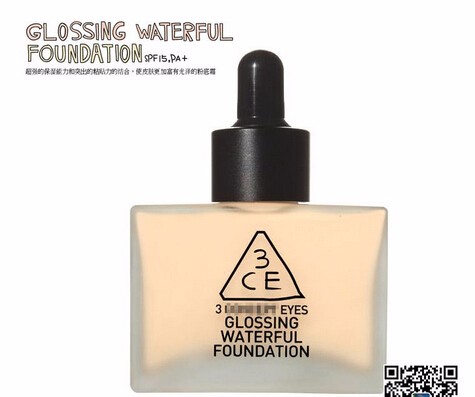 GLOSSING WATERFUL
FOUNDATION SPF15, PA+
超强的保湿能力和突出的粘贴力的结合,使皮肤更加富有光泽的粉底霜
3
CE
3 EYES
GLOSSING
WATERFUL
FOUNDATION